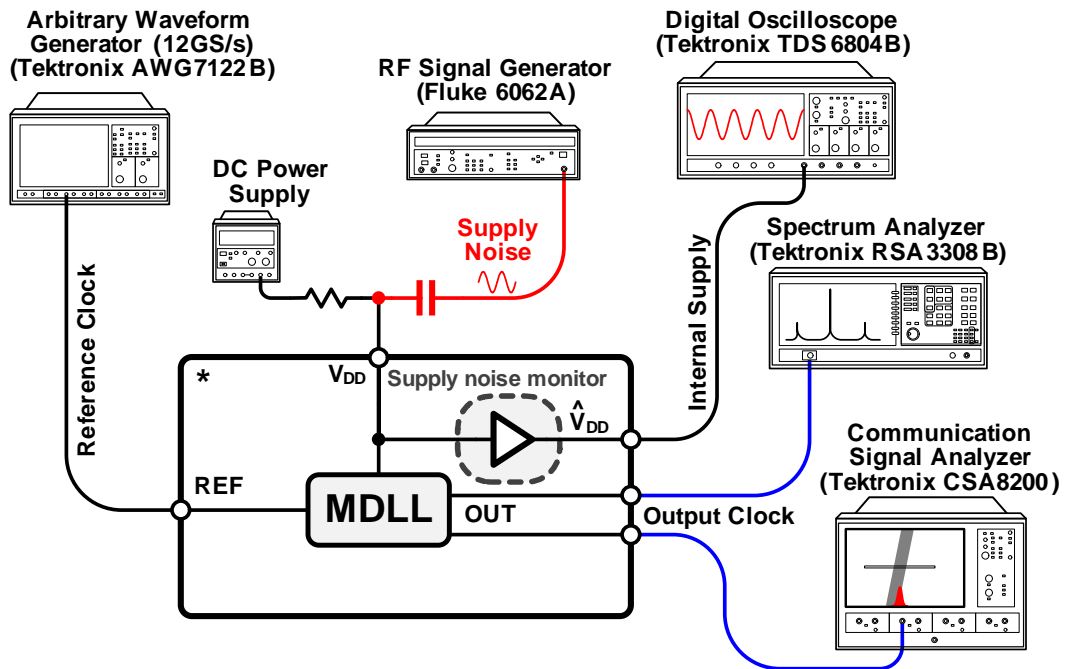 Arbitrary Waveform
Generator (12GS/s)
(Tektronix AWG7122B)
RF Signal Generator
(Fluke 6062A)
Digital Oscilloscope
(Tektronix TDS6804B)
DC Power
Supply
Supply
Noise
Spectrum Analyzer
(Tektronix RSA3308B)
Reference Clock
Internal Supply
*
VDD
Supply noise monitor
V̂DD
Communication
Signal Analyzer
(Tektronix CSA8200)
REF
MDLL
OUT
Output Clock